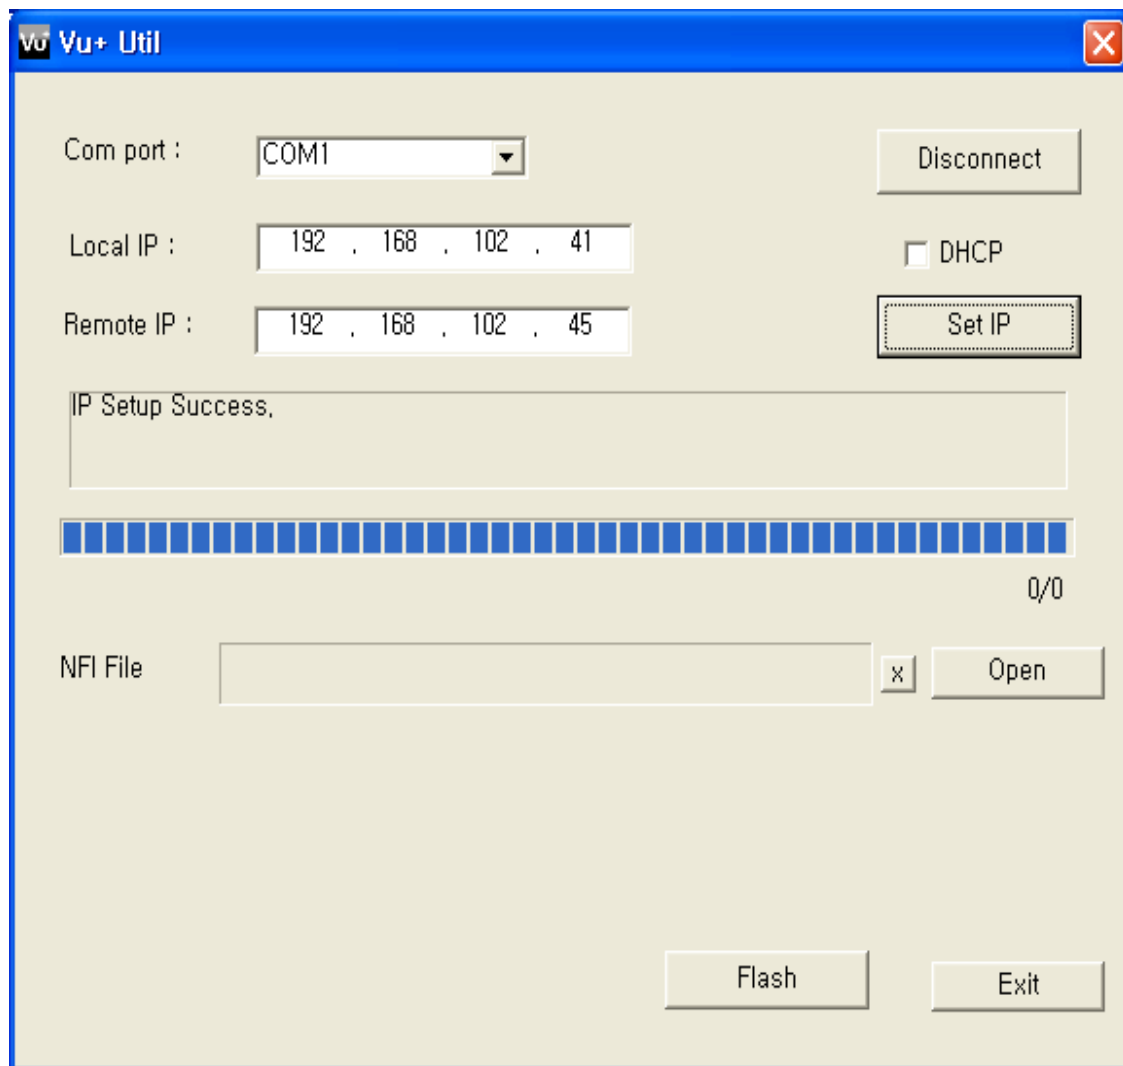 Vu+ Vu+ Util
Com port : COM1 Disconnect
Local IP : 192 . 168 . 102 . 41 DHCP
Remote IP : 192 . 168 . 102 . 45 Set IP
IP Setup Success,
0/0
NFI File x Open
Flash Exit